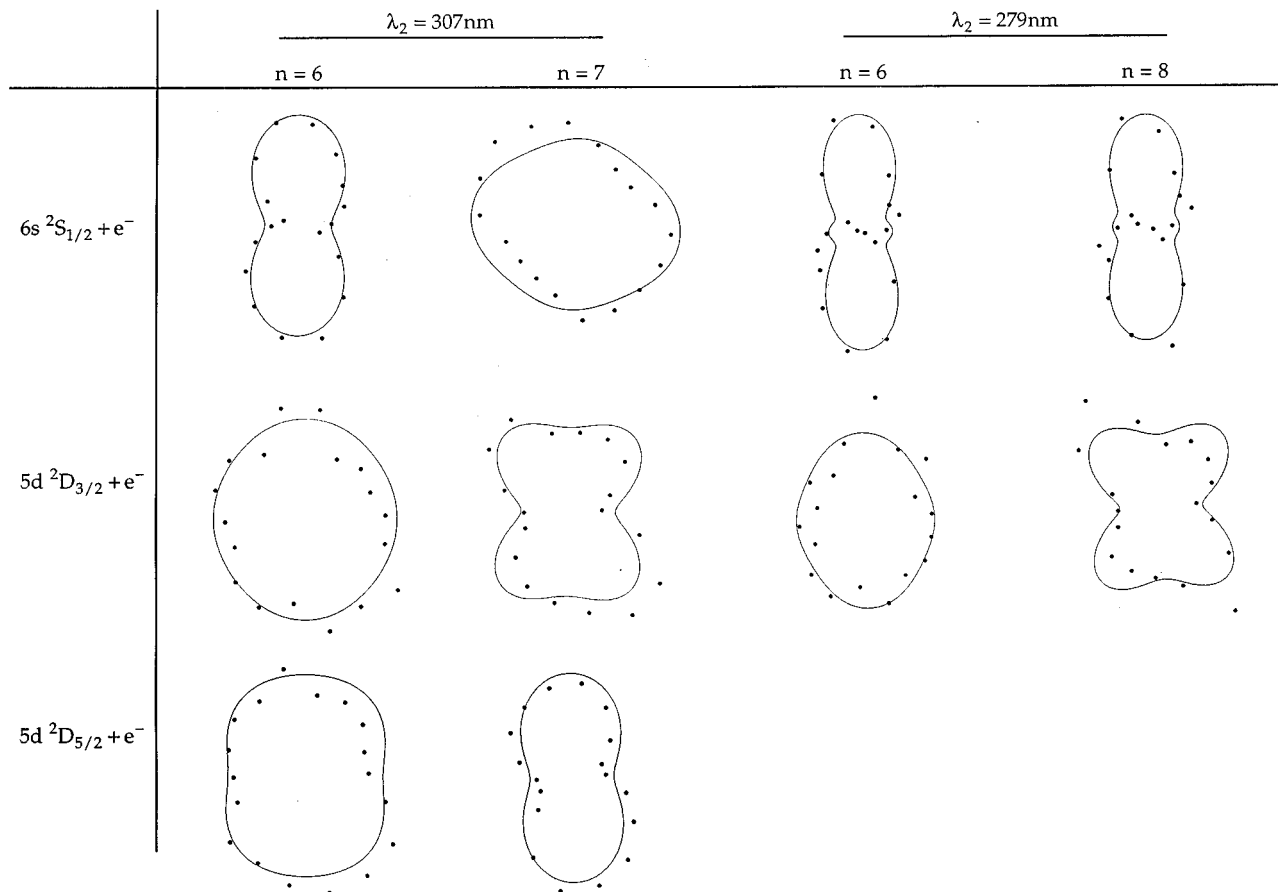 λ₂ = 307nm λ₂ = 279nm
n = 6 n = 7 n = 6 n = 8
6s ²S₁/₂ + e⁻
5d ²D₃/₂ + e⁻
5d ²D₅/₂ + e⁻